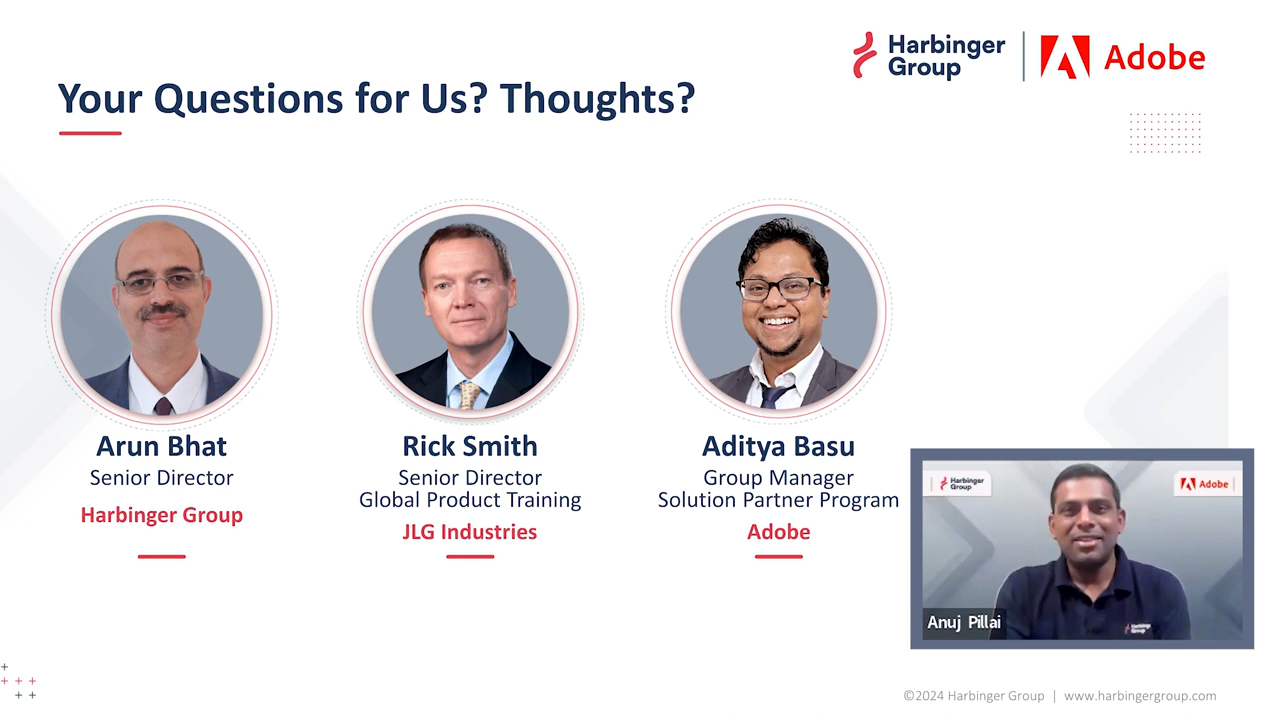 Harbinger
Group
Adobe
Your Questions for Us? Thoughts?
Arun Bhat
Senior Director
Harbinger Group
Rick Smith
Senior Director
Global Product Training
JLG Industries
Aditya Basu
Group Manager
Solution Partner Program
Adobe
Harbinger
Group
Adobe
Harbinger
Group
Anuj Pillai
©2024 Harbinger Group | www.harbingergroup.com